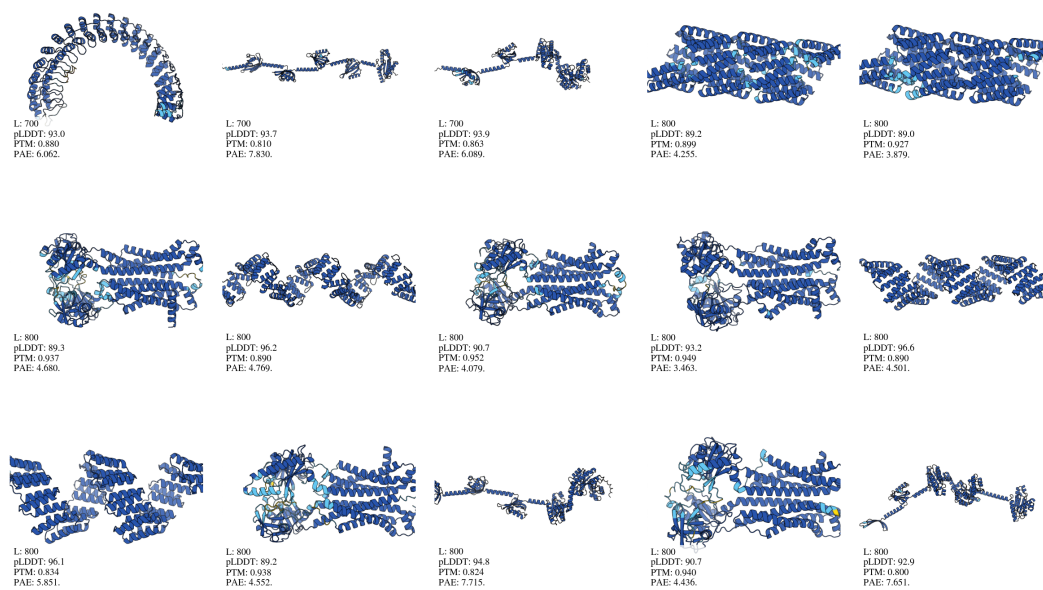 L: 700
pLDDT: 93.0
PTM: 0.880
PAE: 6.062.
L: 700
pLDDT: 93.7
PTM: 0.810
PAE: 7.830.
L: 700
pLDDT: 93.9
PTM: 0.863
PAE: 6.089.
L: 800
pLDDT: 89.2
PTM: 0.899
PAE: 4.255.
L: 800
pLDDT: 89.0
PTM: 0.927
PAE: 3.879.
L: 800
pLDDT: 89.3
PTM: 0.937
PAE: 4.680.
L: 800
pLDDT: 96.2
PTM: 0.890
PAE: 4.769.
L: 800
pLDDT: 90.7
PTM: 0.952
PAE: 4.079.
L: 800
pLDDT: 93.2
PTM: 0.949
PAE: 3.463.
L: 800
pLDDT: 96.6
PTM: 0.890
PAE: 4.501.
L: 800
pLDDT: 96.1
PTM: 0.834
PAE: 5.851.
L: 800
pLDDT: 89.2
PTM: 0.938
PAE: 4.552.
L: 800
pLDDT: 94.8
PTM: 0.824
PAE: 7.715.
L: 800
pLDDT: 90.7
PTM: 0.940
PAE: 4.436.
L: 800
pLDDT: 92.9
PTM: 0.800
PAE: 7.651.